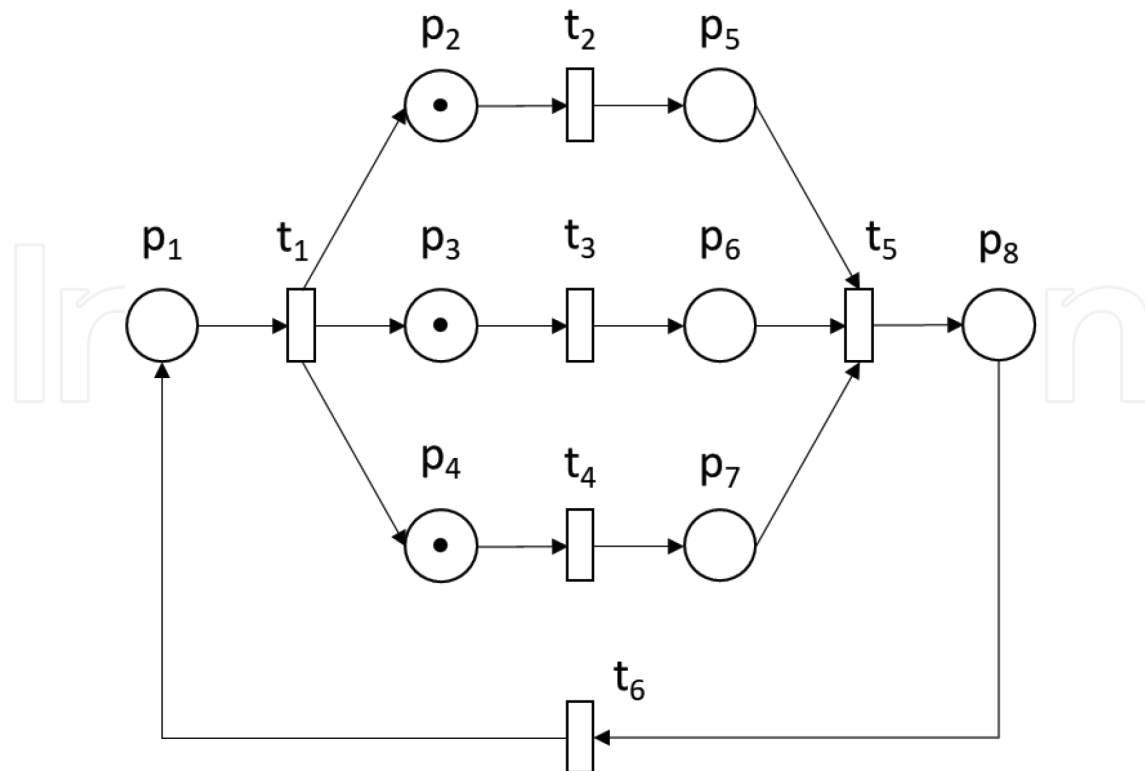 p₂ t₂ p₅
p₁ t₁ p₃ t₃ p₆ t₅ p₈
p₄ t₄ p₇
t₆